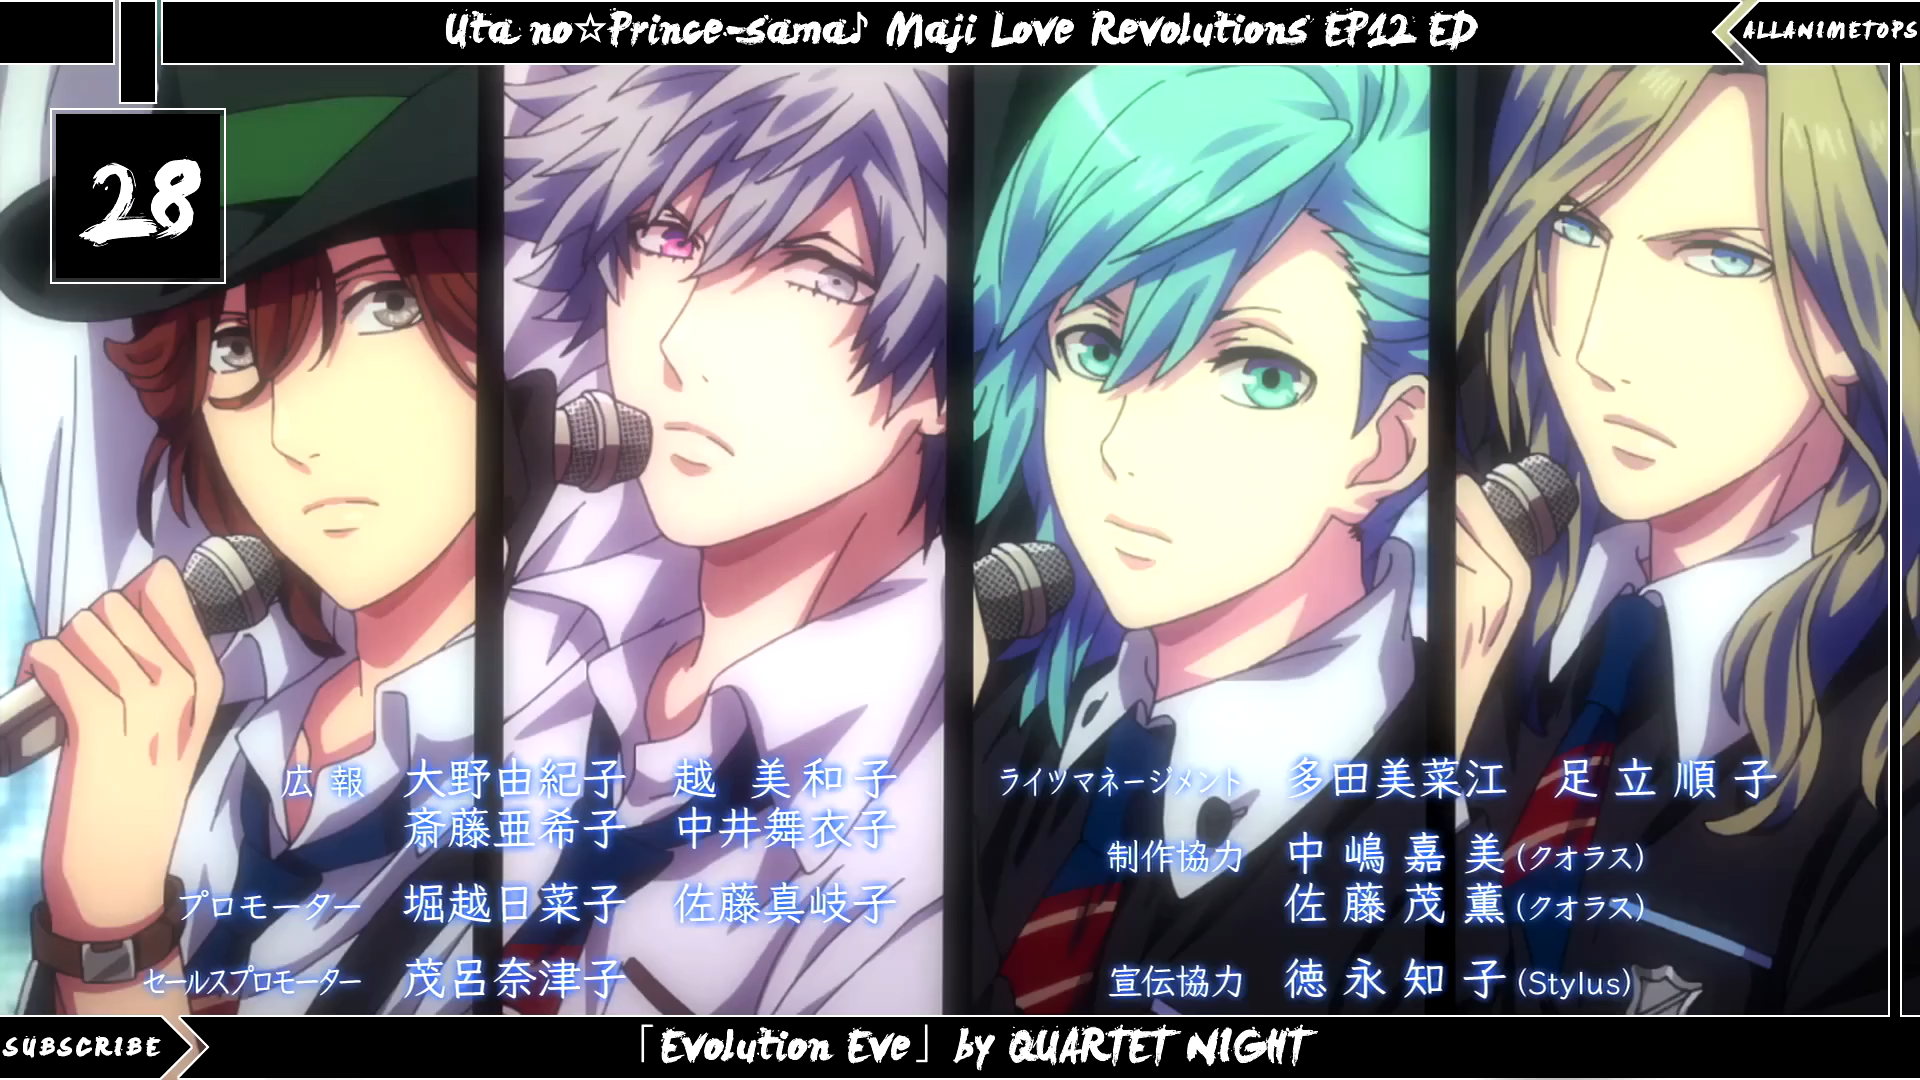 Uta no☆Prince-sama♪ Maji Love Revolutions EP12 ED
ALLANIMETOPS
28
広報 大野由紀子 越美和子
斎藤亜希子 中井舞衣子
プロモーター 堀越日菜子 佐藤真岐子
セールスプロモーター 茂呂奈津子
ライツマネージメント 多田美菜江 足立順子
制作協力 中嶋嘉美(クオラス)
佐藤茂薫(クオラス)
宣伝協力 徳永知子(Stylus)
SUBSCRIBE
「Evolution Eve」 by QUARTET NIGHT